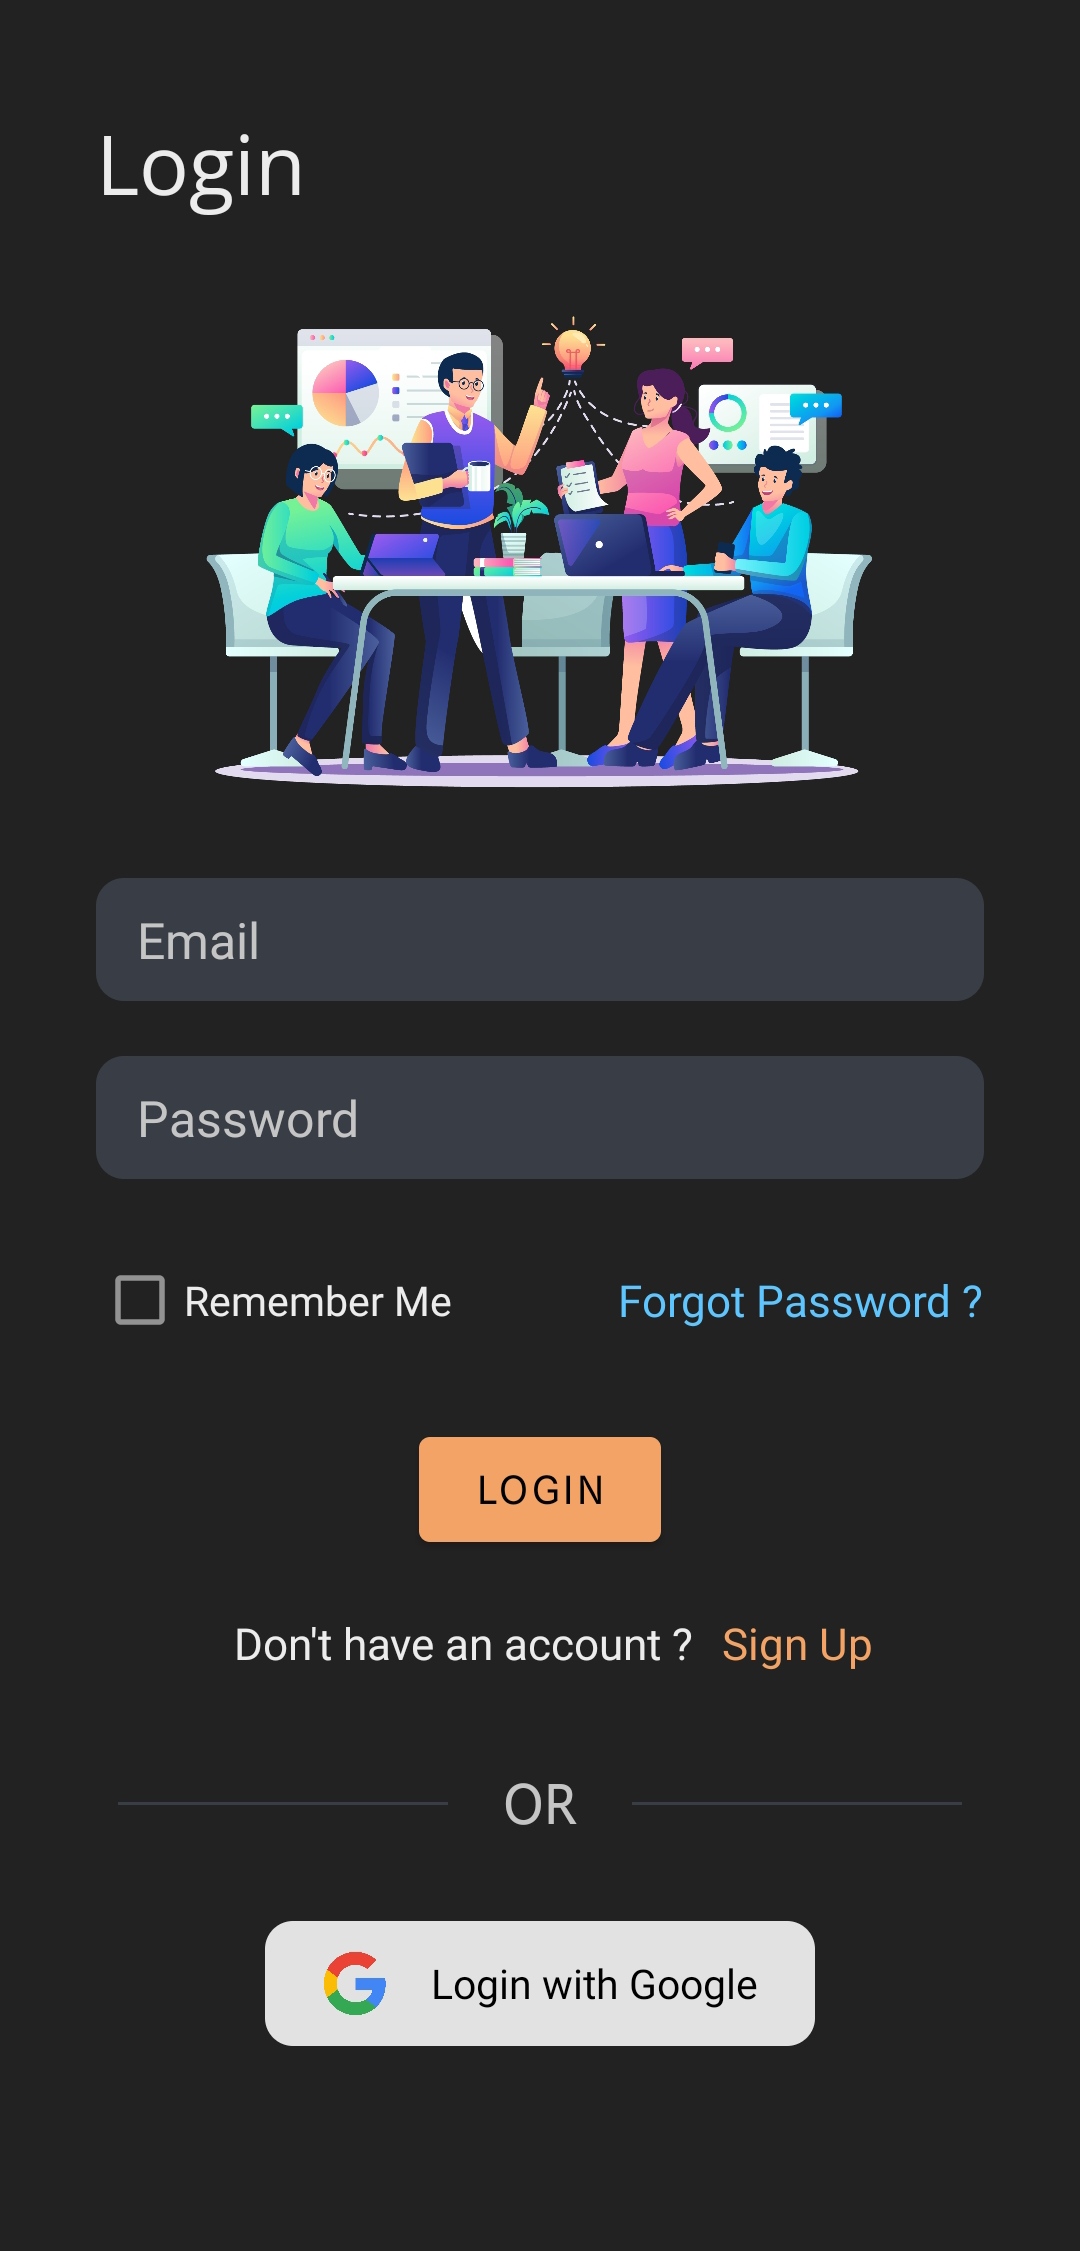 Login
Email
Password
Remember Me Forgot Password ?
LOGIN
Don't have an account ? Sign Up
OR
Login with Google